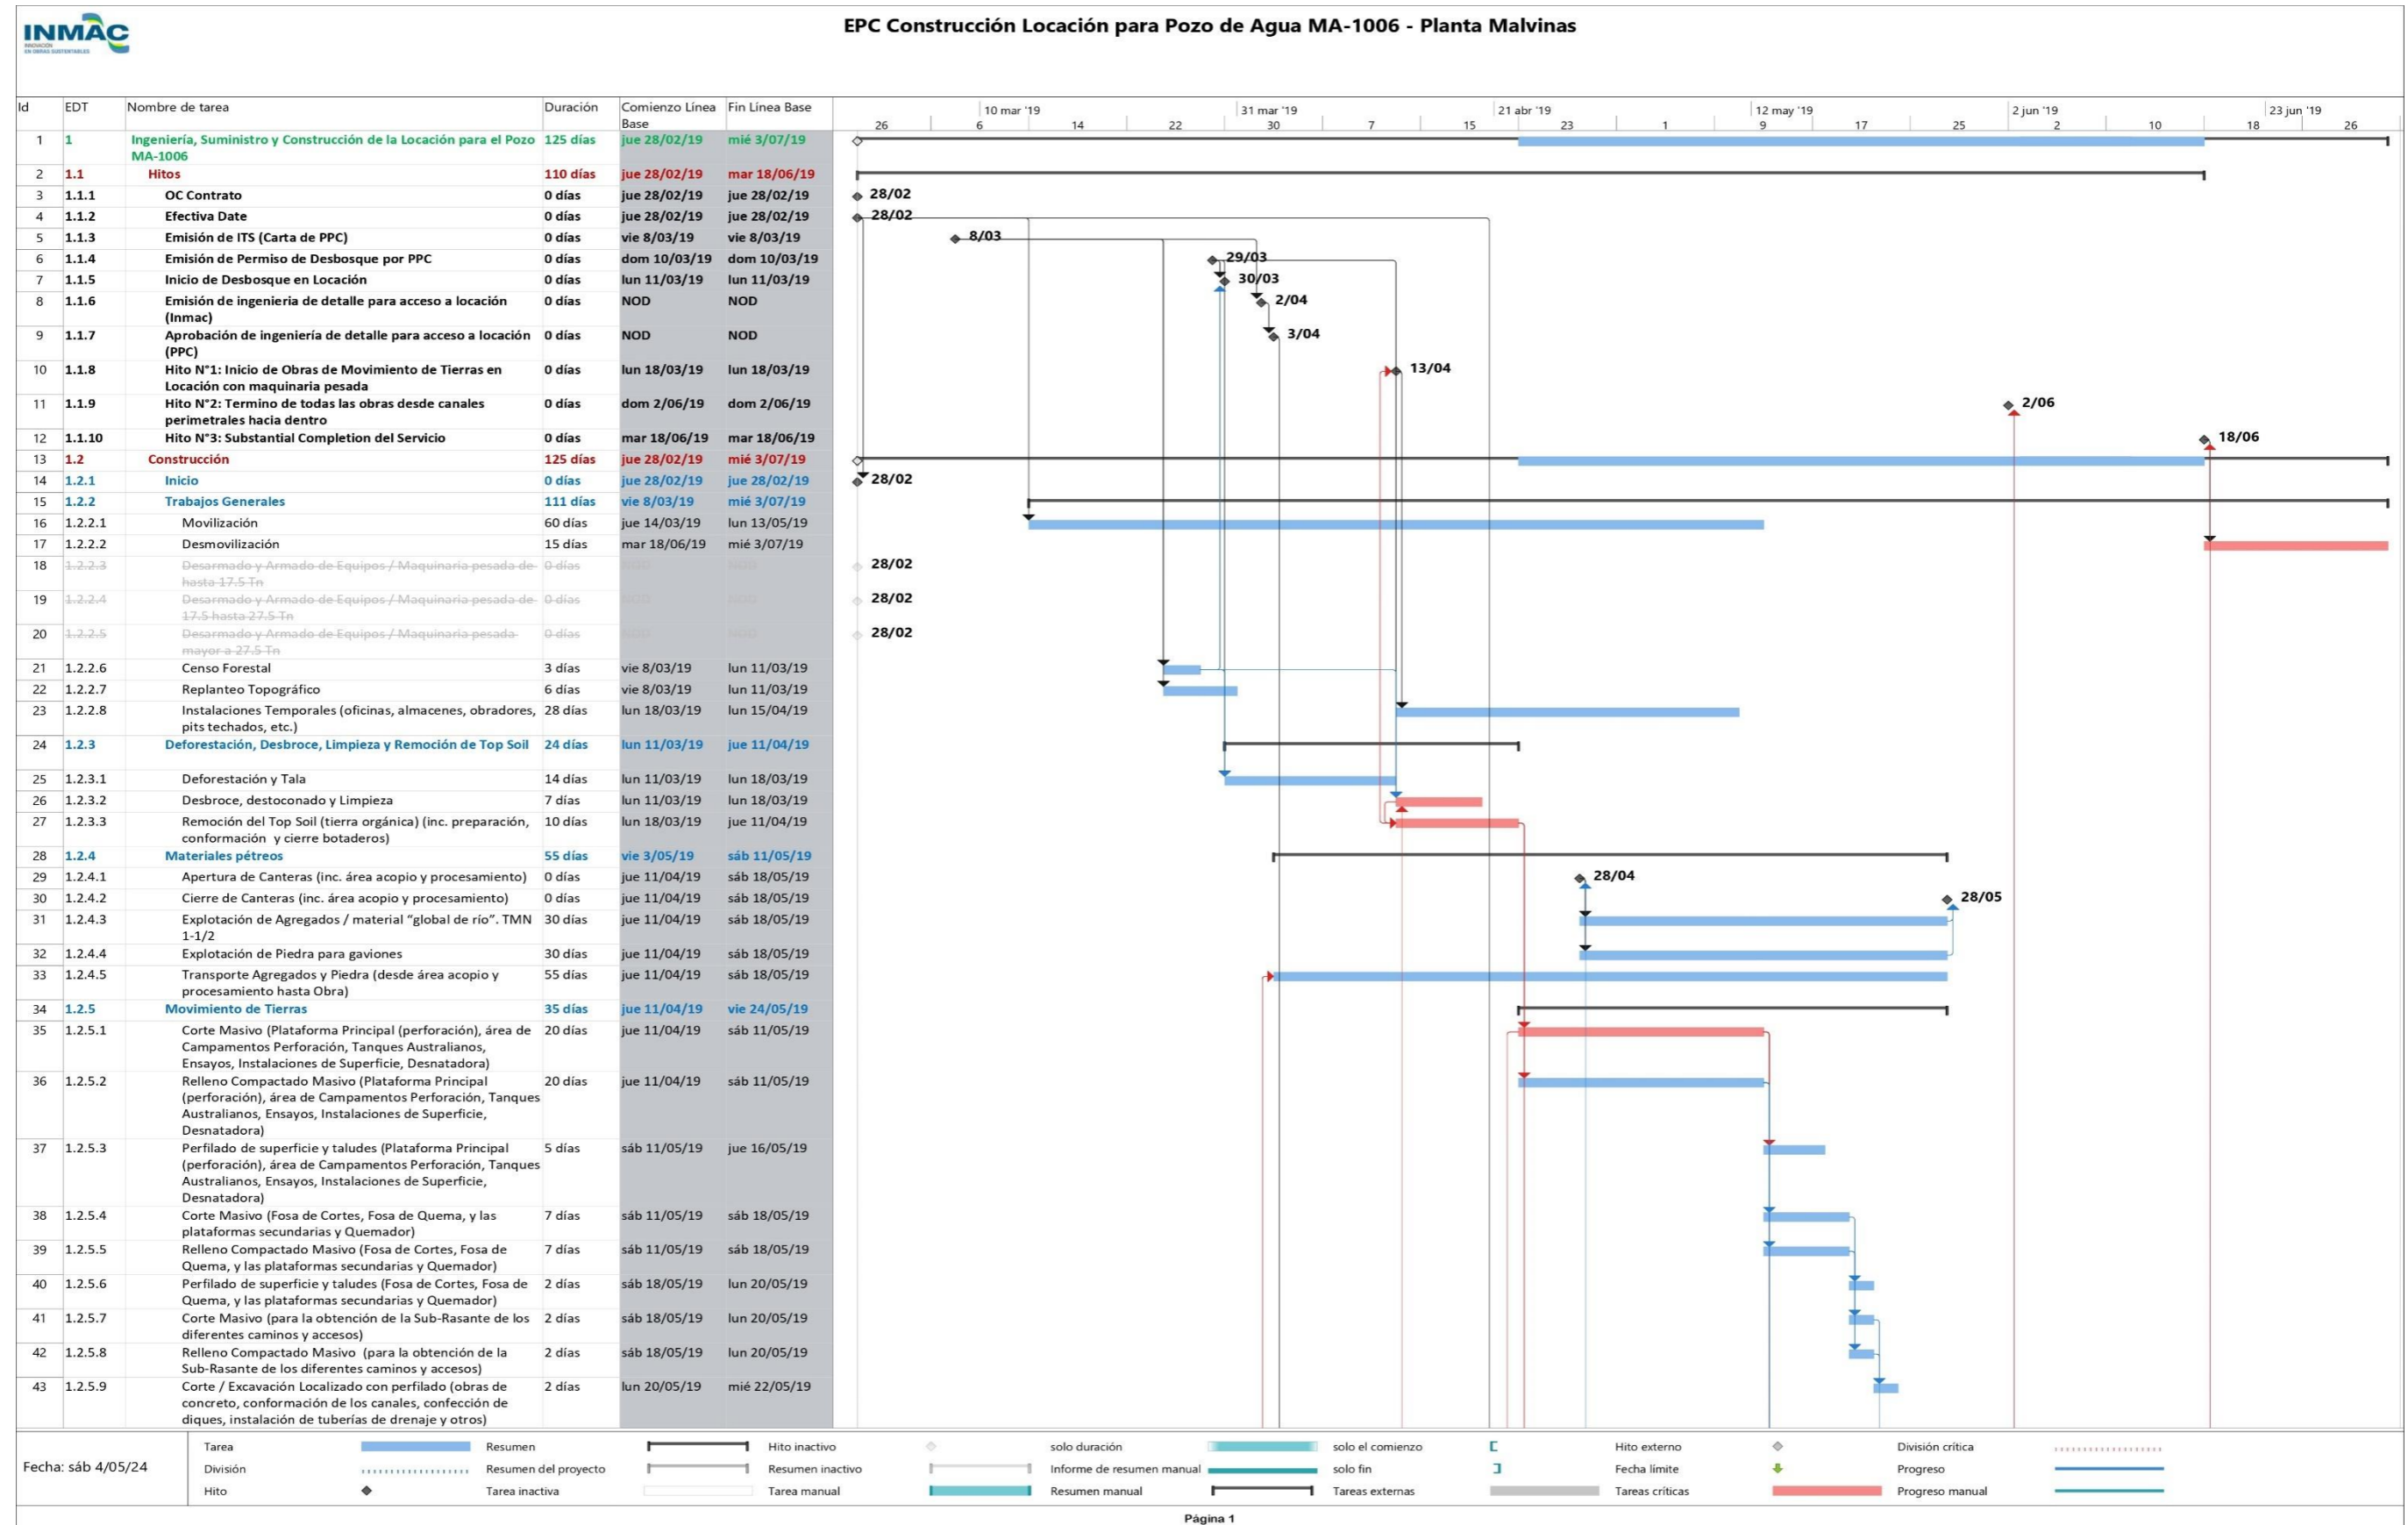 INMAC
INNOVACIÓN
EN OBRAS SUSTENTABLES
EPC Construcción Locación para Pozo de Agua MA-1006 - Planta Malvinas
Id EDT Nombre de tarea Duración Comienzo Línea Base Fin Línea Base
10 mar '19 31 mar '19 21 abr '19 12 may '19 2 jun '19 23 jun '19
26 6 14 22 30 7 15 23 1 9 17 25 2 10 18 26
1 1 Ingeniería, Suministro y Construcción de la Locación para el Pozo 125 días jue 28/02/19 mié 3/07/19
MA-1006
2 1.1 Hitos 110 días jue 28/02/19 mar 18/06/19
3 1.1.1 OC Contrato 0 días jue 28/02/19 jue 28/02/19 28/02
4 1.1.2 Efectiva Date 0 días jue 28/02/19 jue 28/02/19 28/02
5 1.1.3 Emisión de ITS (Carta de PPC) 0 días vie 8/03/19 vie 8/03/19 8/03
6 1.1.4 Emisión de Permiso de Desbosque por PPC 0 días dom 10/03/19 dom 10/03/19 29/03
7 1.1.5 Inicio de Desbosque en Locación 0 días lun 11/03/19 lun 11/03/19 30/03
8 1.1.6 Emisión de ingenieria de detalle para acceso a locación 0 días NOD NOD 2/04
(Inmac)
9 1.1.7 Aprobación de ingeniería de detalle para acceso a locación 0 días NOD NOD 3/04
(PPC)
10 1.1.8 Hito N°1: Inicio de Obras de Movimiento de Tierras en 0 días lun 18/03/19 lun 18/03/19 13/04
Locación con maquinaria pesada
11 1.1.9 Hito N°2: Termino de todas las obras desde canales 0 días dom 2/06/19 dom 2/06/19 2/06
perimetrales hacia dentro
12 1.1.10 Hito N°3: Substantial Completion del Servicio 0 días mar 18/06/19 mar 18/06/19 18/06
13 1.2 Construcción 125 días jue 28/02/19 mié 3/07/19
14 1.2.1 Inicio 0 días jue 28/02/19 jue 28/02/19 28/02
15 1.2.2 Trabajos Generales 111 días vie 8/03/19 mié 3/07/19
16 1.2.2.1 Movilización 60 días jue 14/03/19 lun 13/05/19
17 1.2.2.2 Desmovilización 15 días mar 18/06/19 mié 3/07/19
18 1.2.2.3 Desarmado y Armado de Equipos / Maquinaria pesada de 0 días NOD NOD 28/02
hasta 17.5 Tn
19 1.2.2.4 Desarmado y Armado de Equipos / Maquinaria pesada de 0 días NOD NOD 28/02
17.5 hasta 27.5 Tn
20 1.2.2.5 Desarmado y Armado de Equipos / Maquinaria pesada 0 días NOD NOD 28/02
mayor a 27.5 Tn
21 1.2.2.6 Censo Forestal 3 días vie 8/03/19 lun 11/03/19
22 1.2.2.7 Replanteo Topográfico 6 días vie 8/03/19 lun 11/03/19
23 1.2.2.8 Instalaciones Temporales (oficinas, almacenes, obradores, 28 días lun 18/03/19 lun 15/04/19
pits techados, etc.)
24 1.2.3 Deforestación, Desbroce, Limpieza y Remoción de Top Soil 24 días lun 11/03/19 jue 11/04/19
25 1.2.3.1 Deforestación y Tala 14 días lun 11/03/19 lun 18/03/19
26 1.2.3.2 Desbroce, destoconado y Limpieza 7 días lun 11/03/19 lun 18/03/19
27 1.2.3.3 Remoción del Top Soil (tierra orgánica) (inc. preparación, 10 días lun 18/03/19 jue 11/04/19
conformación y cierre botaderos)
28 1.2.4 Materiales pétreos 55 días vie 3/05/19 sáb 11/05/19
29 1.2.4.1 Apertura de Canteras (inc. área acopio y procesamiento) 0 días jue 11/04/19 sáb 18/05/19 28/04
30 1.2.4.2 Cierre de Canteras (inc. área acopio y procesamiento) 0 días jue 11/04/19 sáb 18/05/19 28/05
31 1.2.4.3 Explotación de Agregados / material “global de río”. TMN 30 días jue 11/04/19 sáb 18/05/19
1-1/2
32 1.2.4.4 Explotación de Piedra para gaviones 30 días jue 11/04/19 sáb 18/05/19
33 1.2.4.5 Transporte Agregados y Piedra (desde área acopio y 55 días jue 11/04/19 sáb 18/05/19
procesamiento hasta Obra)
34 1.2.5 Movimiento de Tierras 35 días jue 11/04/19 vie 24/05/19
35 1.2.5.1 Corte Masivo (Plataforma Principal (perforación), área de 20 días jue 11/04/19 sáb 11/05/19
Campamentos Perforación, Tanques Australianos,
Ensayos, Instalaciones de Superficie, Desnatadora)
36 1.2.5.2 Relleno Compactado Masivo (Plataforma Principal 20 días jue 11/04/19 sáb 11/05/19
(perforación), área de Campamentos Perforación, Tanques
Australianos, Ensayos, Instalaciones de Superficie,
Desnatadora)
37 1.2.5.3 Perfilado de superficie y taludes (Plataforma Principal 5 días sáb 11/05/19 jue 16/05/19
(perforación), área de Campamentos Perforación, Tanques
Australianos, Ensayos, Instalaciones de Superficie,
Desnatadora)
38 1.2.5.4 Corte Masivo (Fosa de Cortes, Fosa de Quema, y las 7 días sáb 11/05/19 sáb 18/05/19
plataformas secundarias y Quemador)
39 1.2.5.5 Relleno Compactado Masivo (Fosa de Cortes, Fosa de 7 días sáb 11/05/19 sáb 18/05/19
Quema, y las plataformas secundarias y Quemador)
40 1.2.5.6 Perfilado de superficie y taludes (Fosa de Cortes, Fosa de 2 días sáb 18/05/19 lun 20/05/19
Quema, y las plataformas secundarias y Quemador)
41 1.2.5.7 Corte Masivo (para la obtención de la Sub-Rasante de los 2 días sáb 18/05/19 lun 20/05/19
diferentes caminos y accesos)
42 1.2.5.8 Relleno Compactado Masivo (para la obtención de la 2 días sáb 18/05/19 lun 20/05/19
Sub-Rasante de los diferentes caminos y accesos)
43 1.2.5.9 Corte / Excavación Localizado con perfilado (obras de 2 días lun 20/05/19 mié 22/05/19
concreto, conformación de los canales, confección de
diques, instalación de tuberías de drenaje y otros)
Fecha: sáb 4/05/24
Tarea Resumen Hito inactivo solo duración solo el comienzo Hito externo División crítica
División Resumen del proyecto Resumen inactivo Informe de resumen manual solo fin Fecha límite Progreso
Hito Tarea inactiva Tarea manual Resumen manual Tareas externas Tareas críticas Progreso manual
Página 1